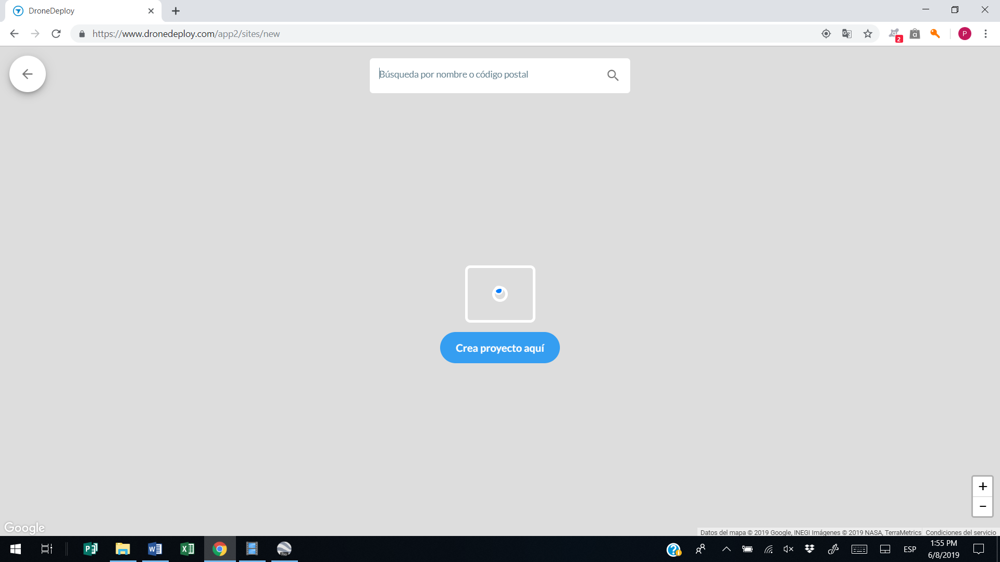 DroneDeploy
https://www.dronedeploy.com/app2/sites/new
2
P
Búsqueda por nombre o código postal
Crea proyecto aquí
+
−
Google
Datos del mapa © 2019 Google, INEGI Imágenes © 2019 NASA, TerraMetrics
Condiciones del servicio
Pro
ESP
1:55 PM
6/8/2019